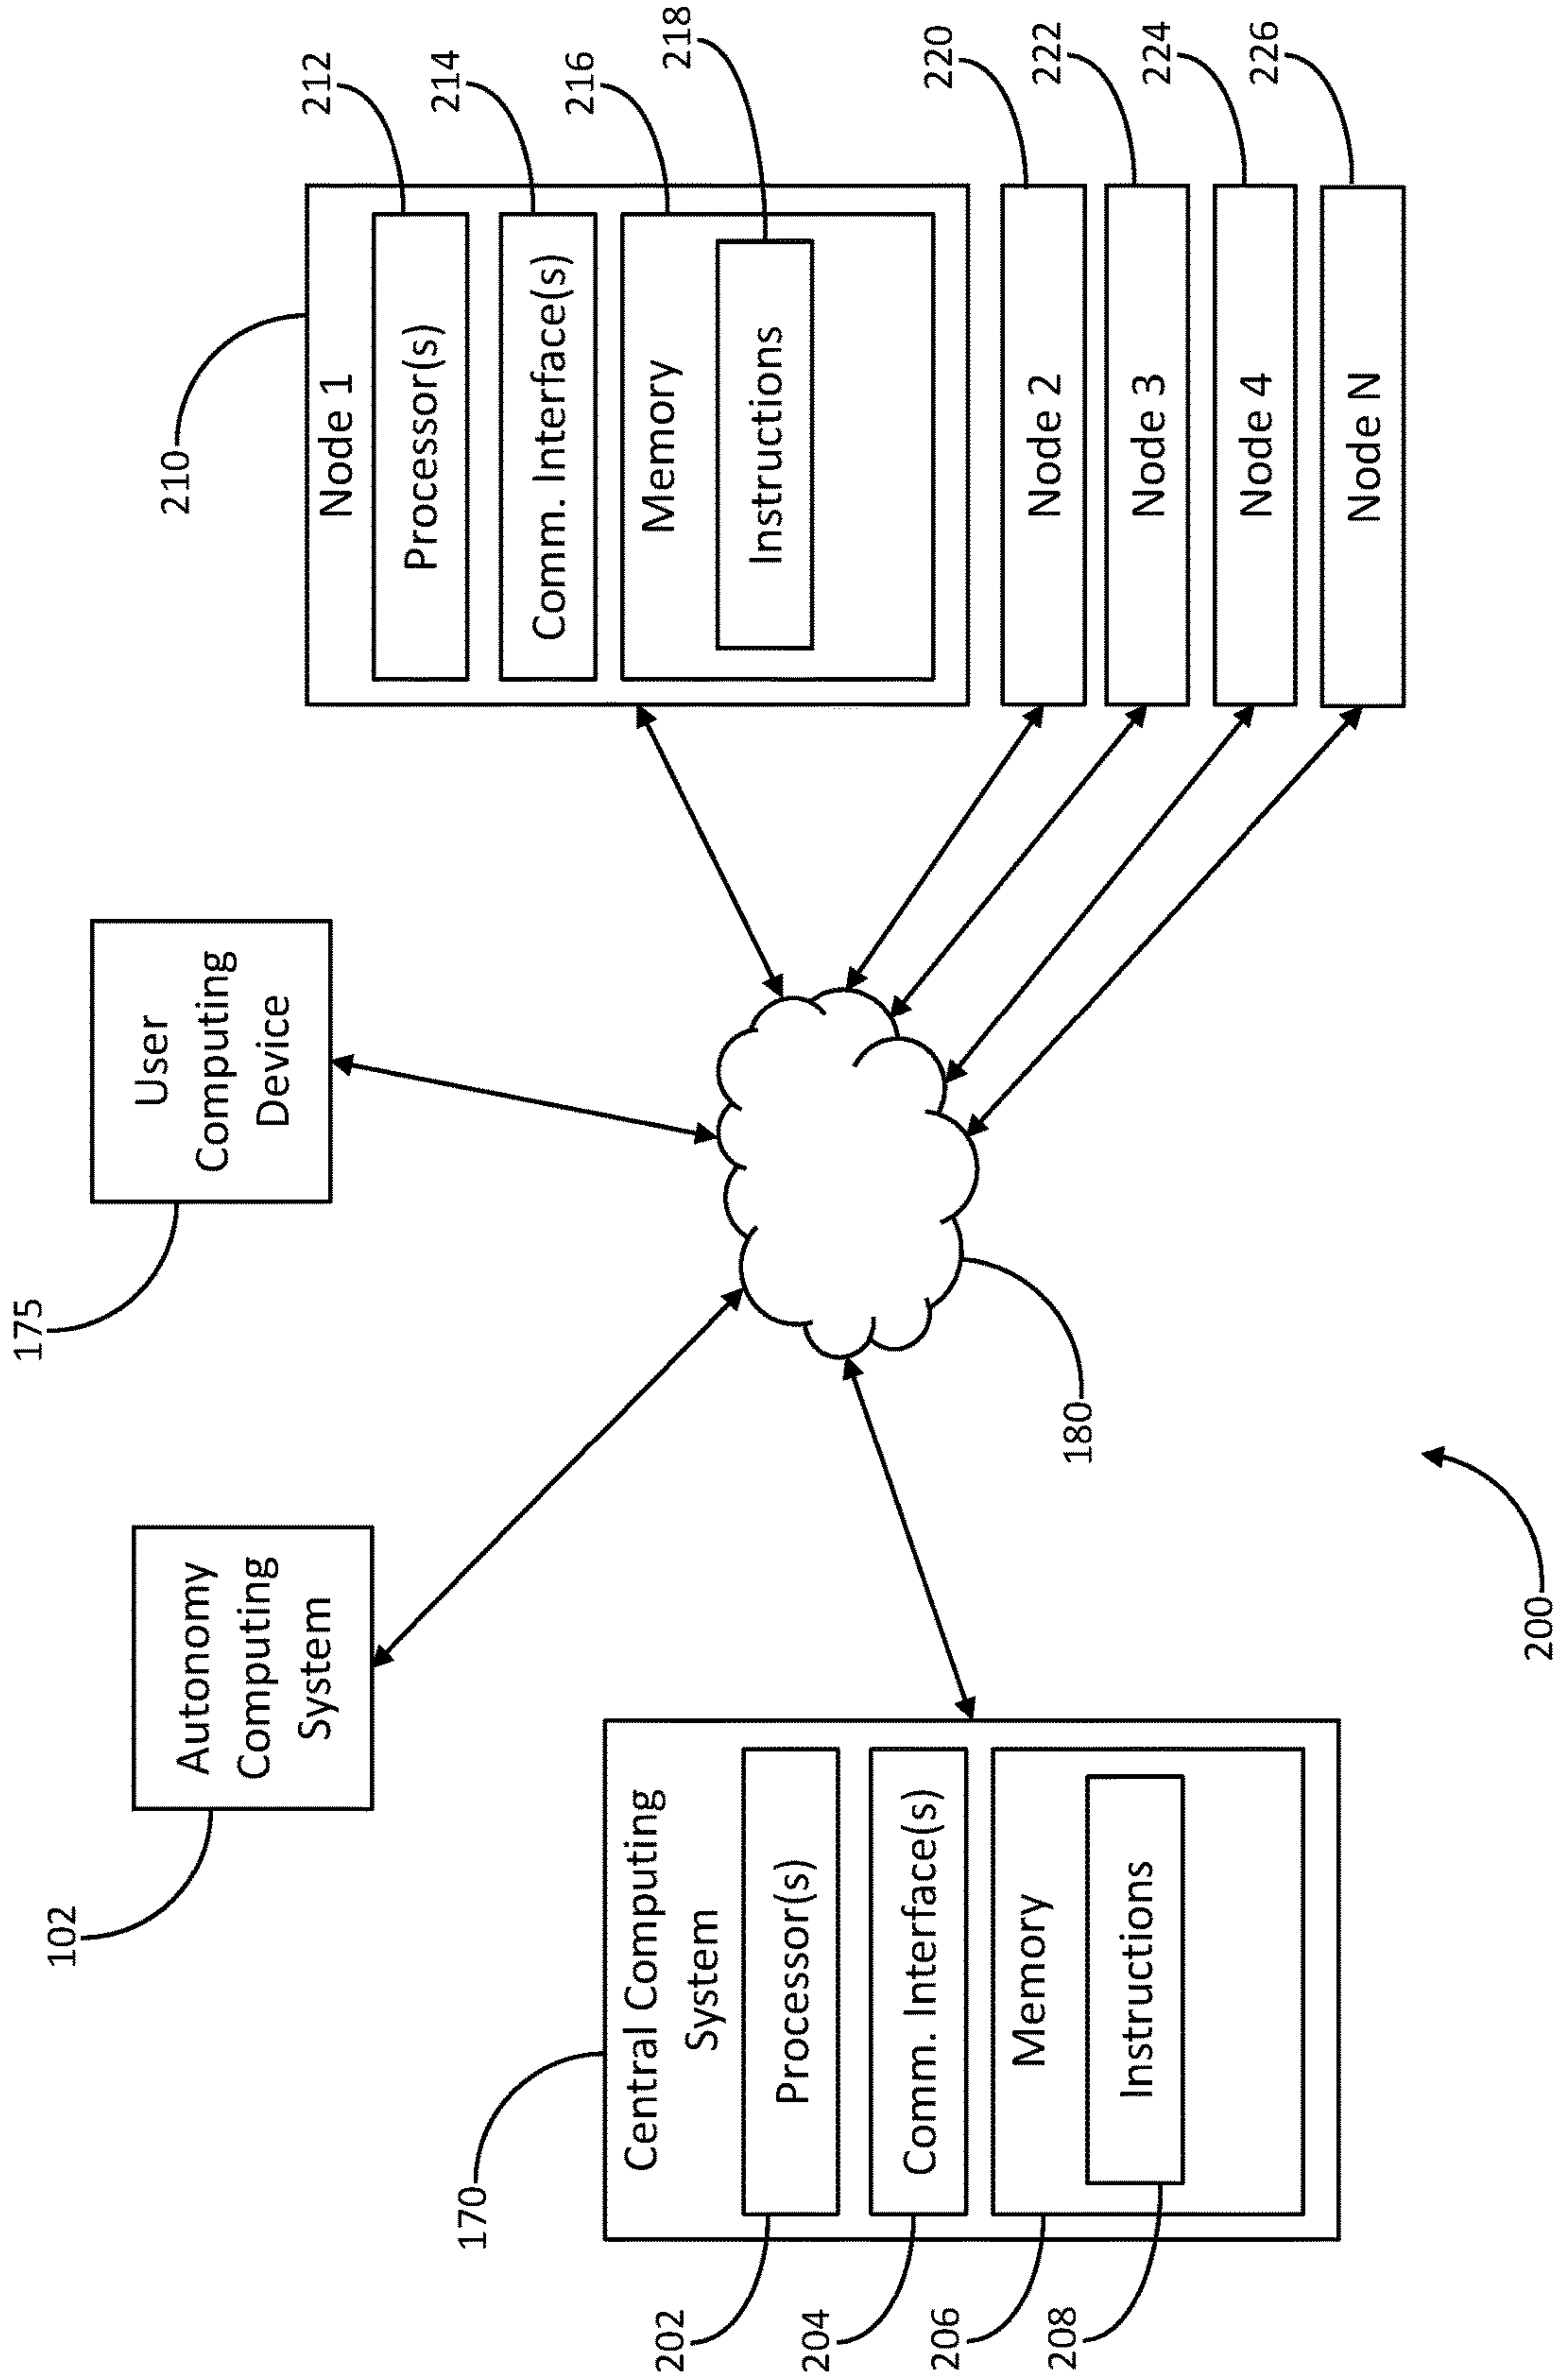 102
Autonomy
Computing
System
175
User
Computing
Device
170
Central Computing
System
202
Processor(s)
204
Comm. Interface(s)
206
Memory
208
Instructions
180
200
210
Node 1
212
Processor(s)
214
Comm. Interface(s)
216
Memory
218
Instructions
220
Node 2
222
Node 3
224
Node 4
226
Node N